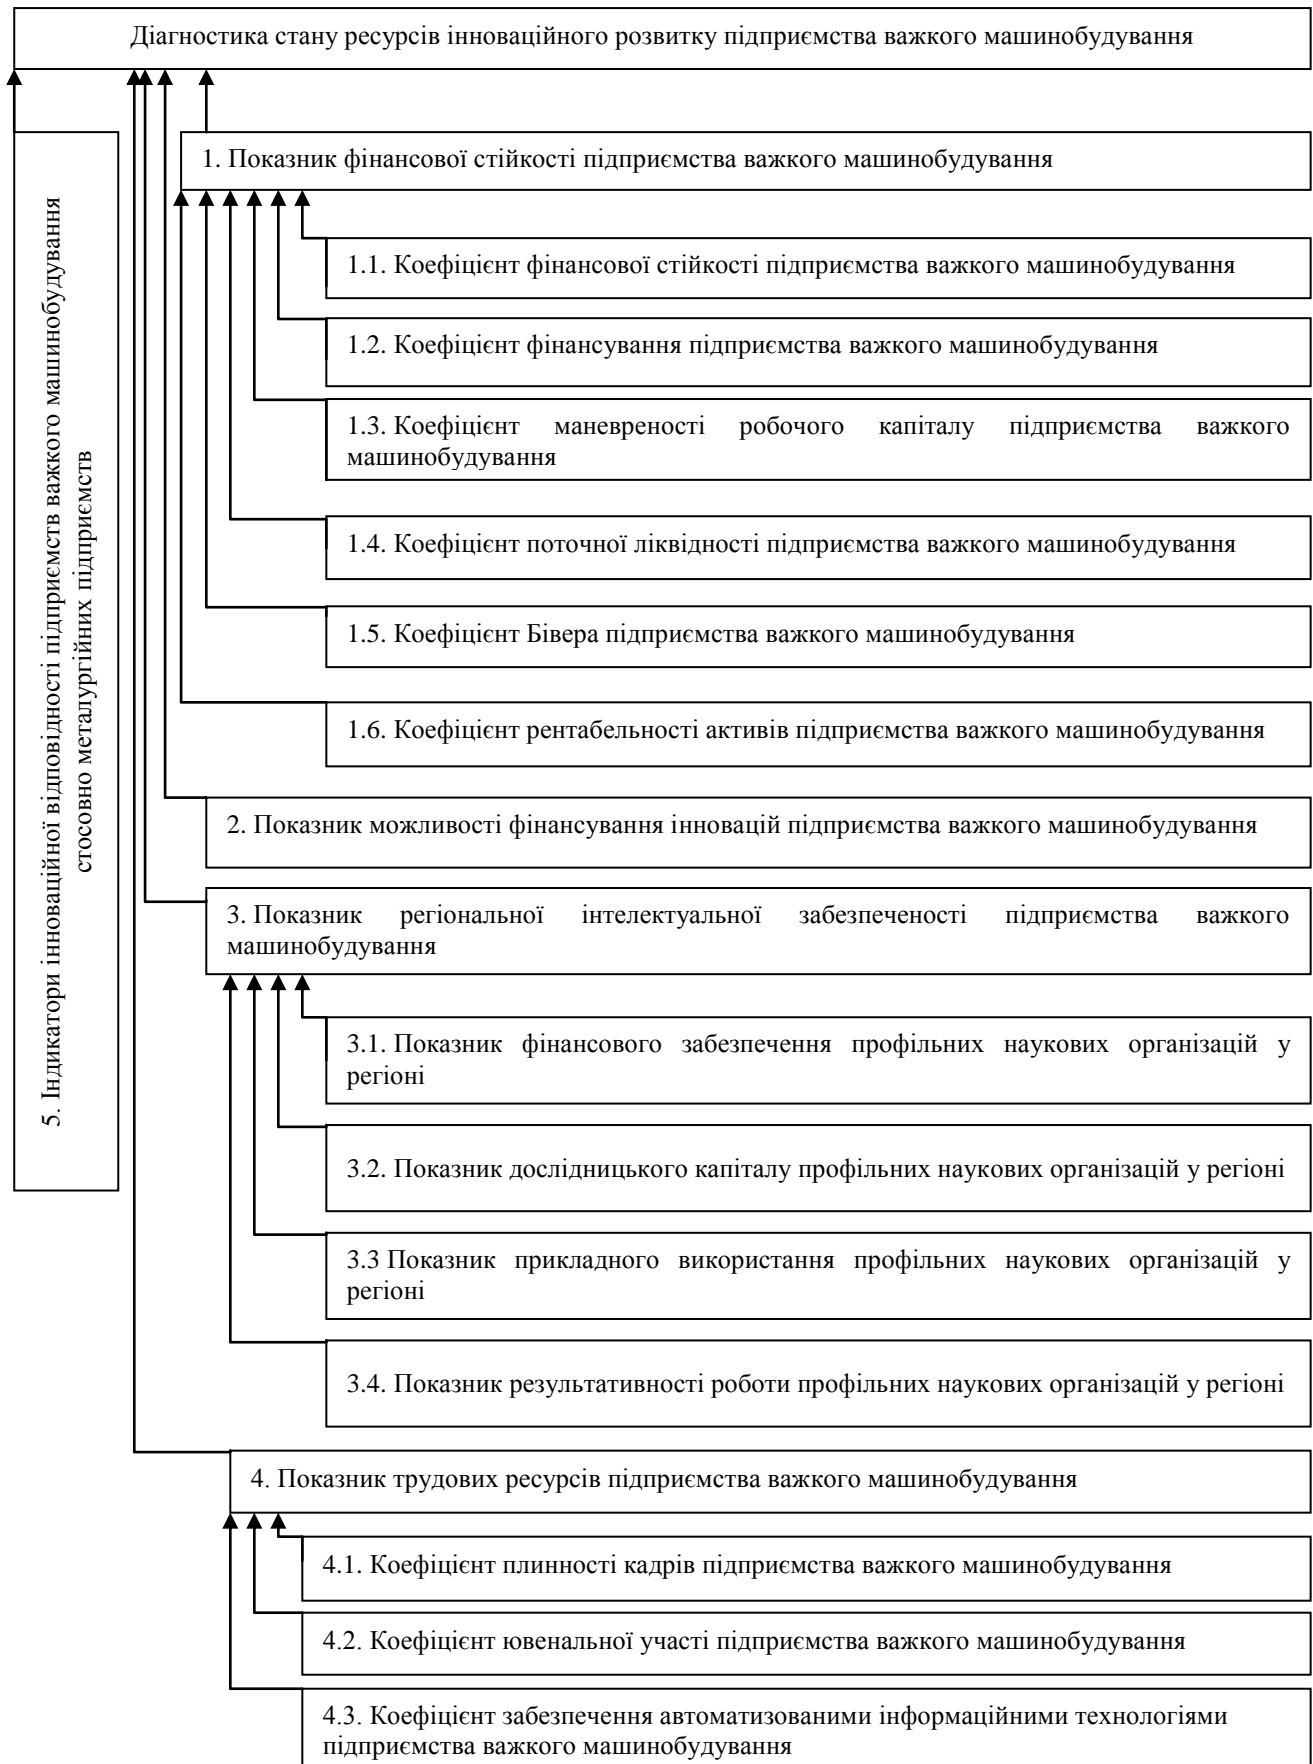 Діагностика стану ресурсів інноваційного розвитку підприємства важкого машинобудування
5. Індикатори інноваційної відповідності підприємств важкого машинобудування
стосовно металургійних підприємств
1. Показник фінансової стійкості підприємства важкого машинобудування
1.1. Коефіцієнт фінансової стійкості підприємства важкого машинобудування
1.2. Коефіцієнт фінансування підприємства важкого машинобудування
1.3. Коефіцієнт маневреності робочого капіталу підприємства важкого
машинобудування
1.4. Коефіцієнт поточної ліквідності підприємства важкого машинобудування
1.5. Коефіцієнт Бівера підприємства важкого машинобудування
1.6. Коефіцієнт рентабельності активів підприємства важкого машинобудування
2. Показник можливості фінансування інновацій підприємства важкого машинобудування
3. Показник регіональної інтелектуальної забезпеченості підприємства важкого
машинобудування
3.1. Показник фінансового забезпечення профільних наукових організацій у
регіоні
3.2. Показник дослідницького капіталу профільних наукових організацій у регіоні
3.3 Показник прикладного використання профільних наукових організацій у
регіоні
3.4. Показник результативності роботи профільних наукових організацій у регіоні
4. Показник трудових ресурсів підприємства важкого машинобудування
4.1. Коефіцієнт плинності кадрів підприємства важкого машинобудування
4.2. Коефіцієнт ювенальної участі підприємства важкого машинобудування
4.3. Коефіцієнт забезпечення автоматизованими інформаційними технологіями
підприємства важкого машинобудування